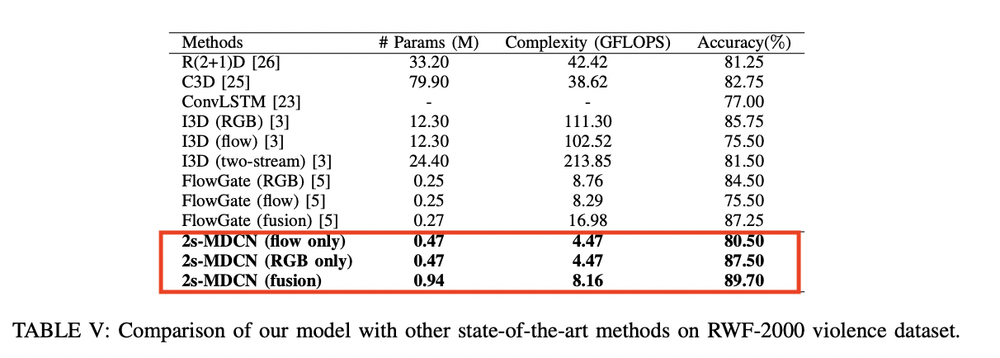 Methods # Params (M) Complexity (GFLOPS) Accuracy(%)
R(2+1)D [26] 33.20 42.42 81.25
C3D [25] 79.90 38.62 82.75
ConvLSTM [23] - - 77.00
I3D (RGB) [3] 12.30 111.30 85.75
I3D (flow) [3] 12.30 102.52 75.50
I3D (two-stream) [3] 24.40 213.85 81.50
FlowGate (RGB) [5] 0.25 8.76 84.50
FlowGate (flow) [5] 0.25 8.29 75.50
FlowGate (fusion) [5] 0.27 16.98 87.25
2s-MDCN (flow only) 0.47 4.47 80.50
2s-MDCN (RGB only) 0.47 4.47 87.50
2s-MDCN (fusion) 0.94 8.16 89.70
TABLE V: Comparison of our model with other state-of-the-art methods on RWF-2000 violence dataset.